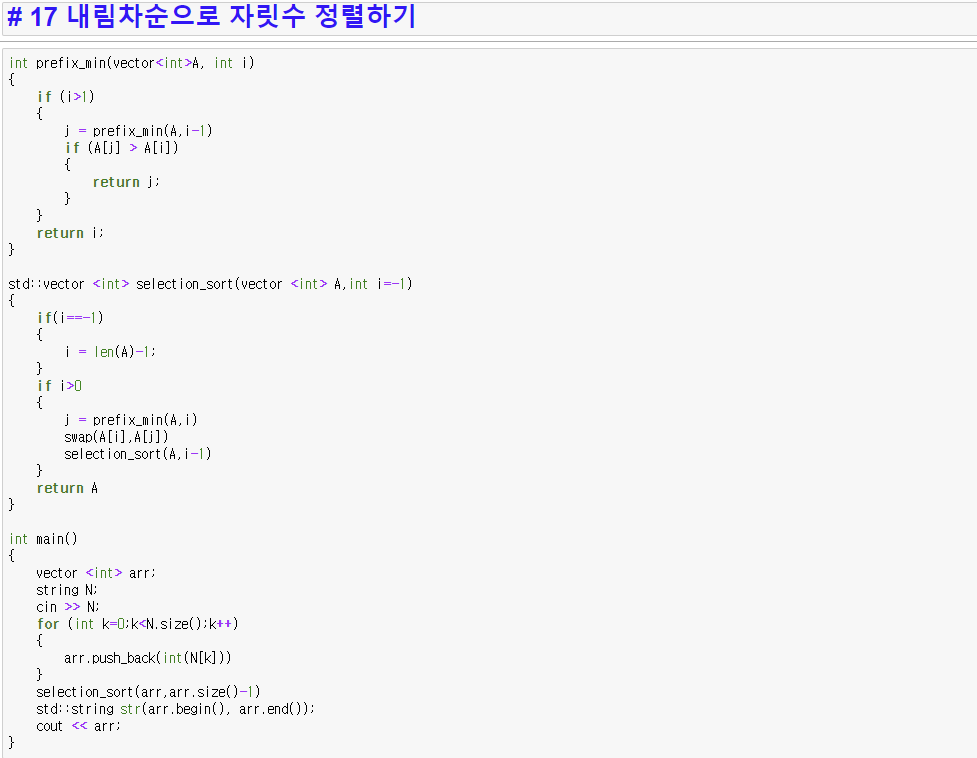 # 17 내림차순으로 자릿수 정렬하기
int prefix_min(vector<int>A, int i)
{
    if (i>1)
    {
        j = prefix_min(A,i-1)
        if (A[j] > A[i])
        {
            return j;
        }
    }
    return i;
}

std::vector <int> selection_sort(vector <int> A,int i=-1)
{
    if(i==-1)
    {
        i = len(A)-1;
    }
    if i>0
    {
        j = prefix_min(A,i)
        swap(A[i],A[j])
        selection_sort(A,i-1)
    }
    return A
}

int main()
{
    vector <int> arr;
    string N;
    cin >> N;
    for (int k=0;k<N.size();k++)
    {
        arr.push_back(int(N[k]))
    }
    selection_sort(arr,arr.size()-1)
    std::string str(arr.begin(), arr.end());
    cout << arr;
}